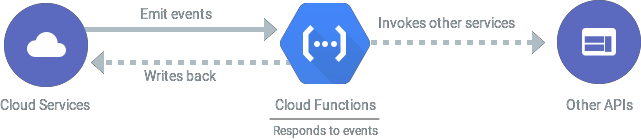 Emit events
Invokes other services
Writes back
Cloud Services
Cloud Functions
Other APIs
Responds to events